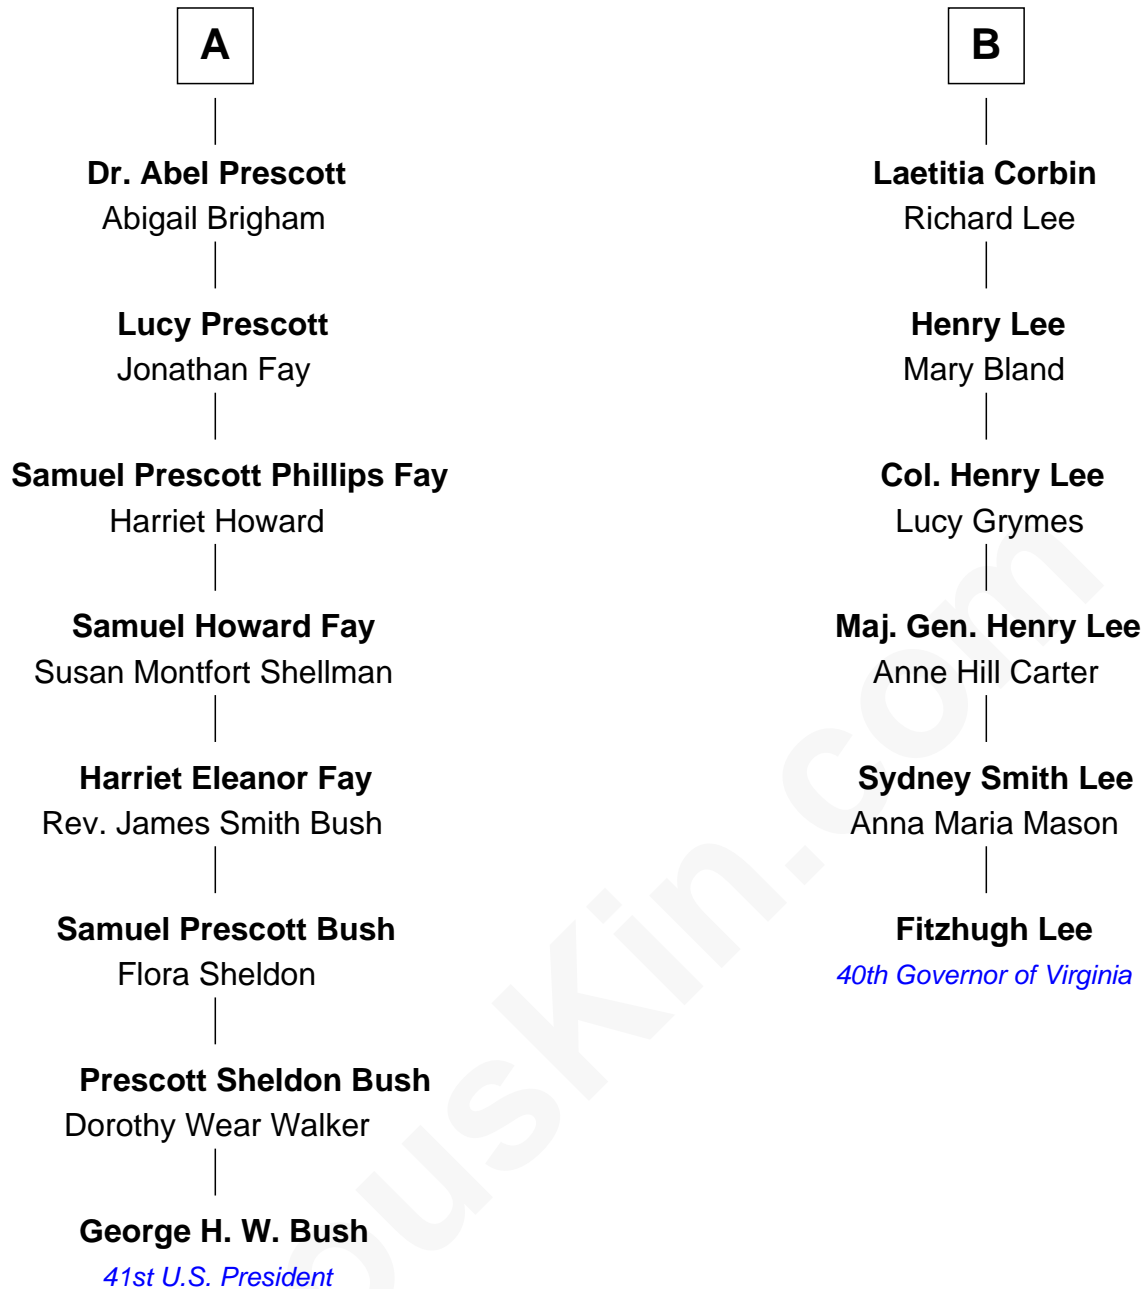 A
Dr. Abel Prescott
Abigail Brigham
Lucy Prescott
Jonathan Fay
Samuel Prescott Phillips Fay
Harriet Howard
Samuel Howard Fay
Susan Montfort Shellman
Harriet Eleanor Fay
Rev. James Smith Bush
Samuel Prescott Bush
Flora Sheldon
Prescott Sheldon Bush
Dorothy Wear Walker
George H. W. Bush
41st U.S. President
B
Laetitia Corbin
Richard Lee
Henry Lee
Mary Bland
Col. Henry Lee
Lucy Grymes
Maj. Gen. Henry Lee
Anne Hill Carter
Sydney Smith Lee
Anna Maria Mason
Fitzhugh Lee
40th Governor of Virginia
ousKin.com